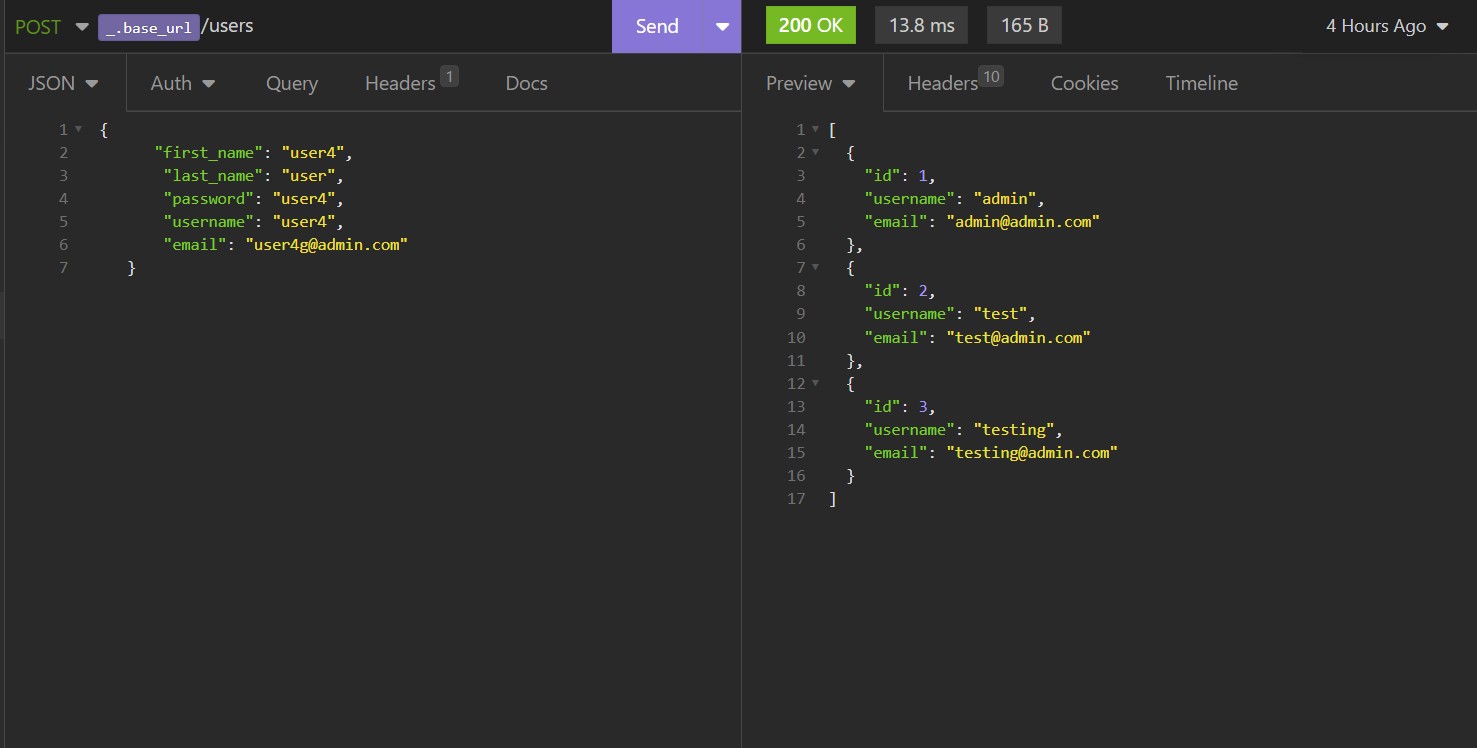 POST _.base_url/users Send 200 OK 13.8 ms 165 B 4 Hours Ago
JSON Auth Query Headers 1 Docs Preview Headers 10 Cookies Timeline
1 {
2 "first_name": "user4",
3 "last_name": "user",
4 "password": "user4",
5 "username": "user4",
6 "email": "user4g@admin.com"
7 }
1 [
2 {
3 "id": 1,
4 "username": "admin",
5 "email": "admin@admin.com"
6 },
7 {
8 "id": 2,
9 "username": "test",
10 "email": "test@admin.com"
11 },
12 {
13 "id": 3,
14 "username": "testing",
15 "email": "testing@admin.com"
16 }
17 ]